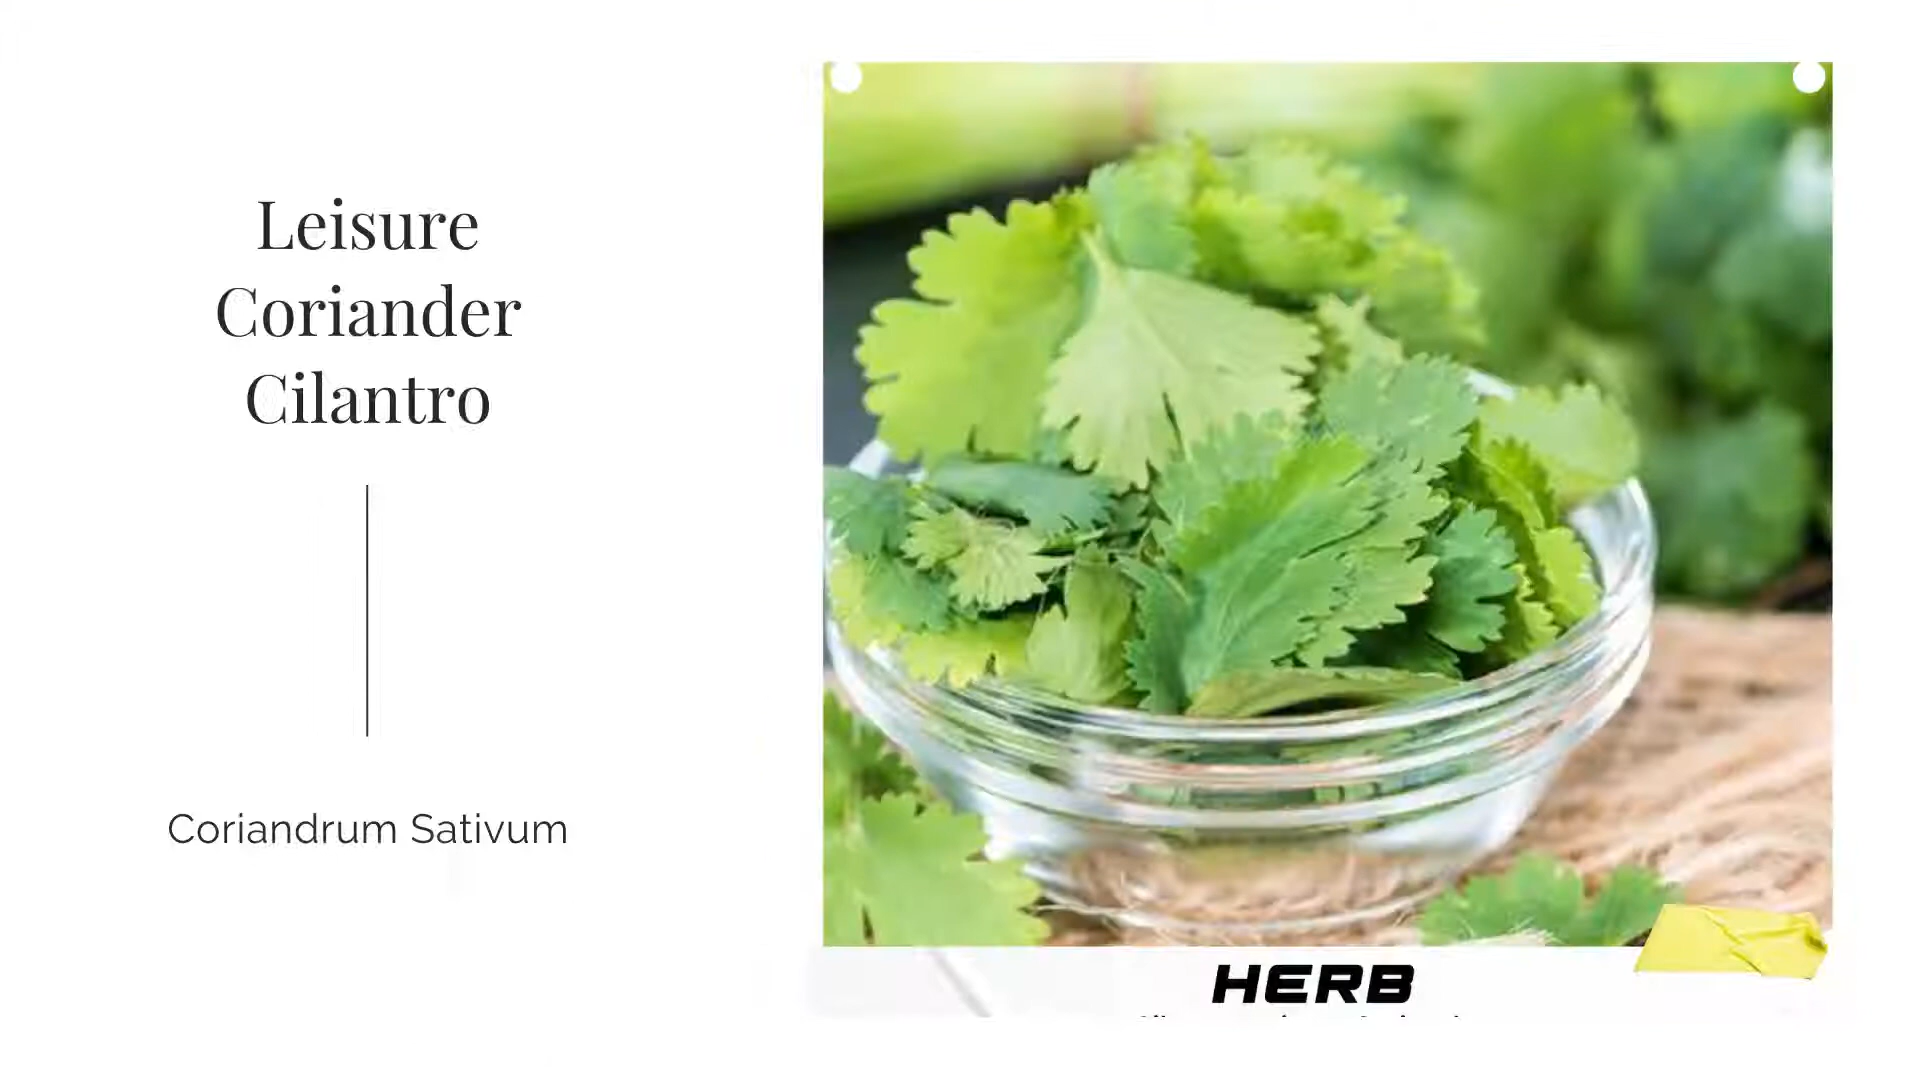 Leisure
Coriander
Cilantro
Coriandrum Sativum
HERB